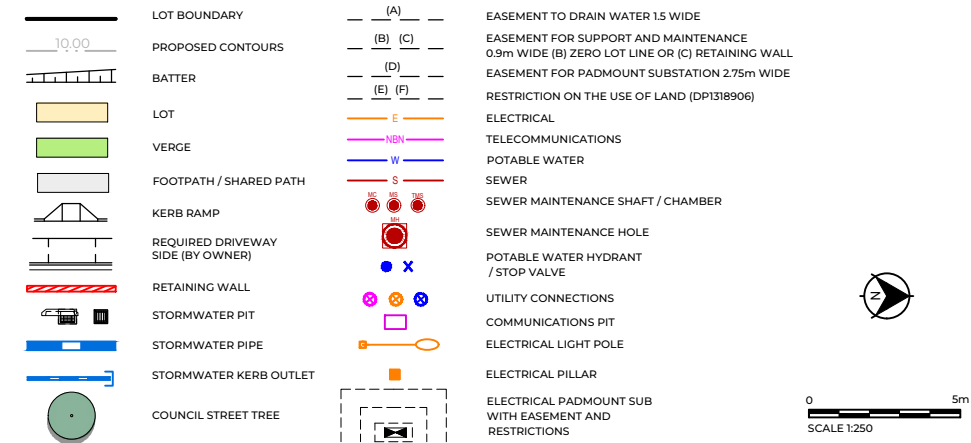 LOT BOUNDARY
10.00
PROPOSED CONTOURS
BATTER
LOT
VERGE
FOOTPATH / SHARED PATH
KERB RAMP
REQUIRED DRIVEWAY
SIDE (BY OWNER)
RETAINING WALL
STORMWATER PIT
STORMWATER PIPE
STORMWATER KERB OUTLET
COUNCIL STREET TREE
(A)
EASEMENT TO DRAIN WATER 1.5 WIDE
(B) (C)
EASEMENT FOR SUPPORT AND MAINTENANCE
0.9m WIDE (B) ZERO LOT LINE OR (C) RETAINING WALL
(D)
EASEMENT FOR PADMOUNT SUBSTATION 2.75m WIDE
(E) (F)
RESTRICTION ON THE USE OF LAND (DP1318906)
E
ELECTRICAL
NBN
TELECOMMUNICATIONS
W
POTABLE WATER
S
SEWER
MC MS TMS
SEWER MAINTENANCE SHAFT / CHAMBER
MH
SEWER MAINTENANCE HOLE
POTABLE WATER HYDRANT
/ STOP VALVE
UTILITY CONNECTIONS
COMMUNICATIONS PIT
ELECTRICAL LIGHT POLE
ELECTRICAL PILLAR
ELECTRICAL PADMOUNT SUB
WITH EASEMENT AND
RESTRICTIONS
N
0 5m
SCALE 1:250